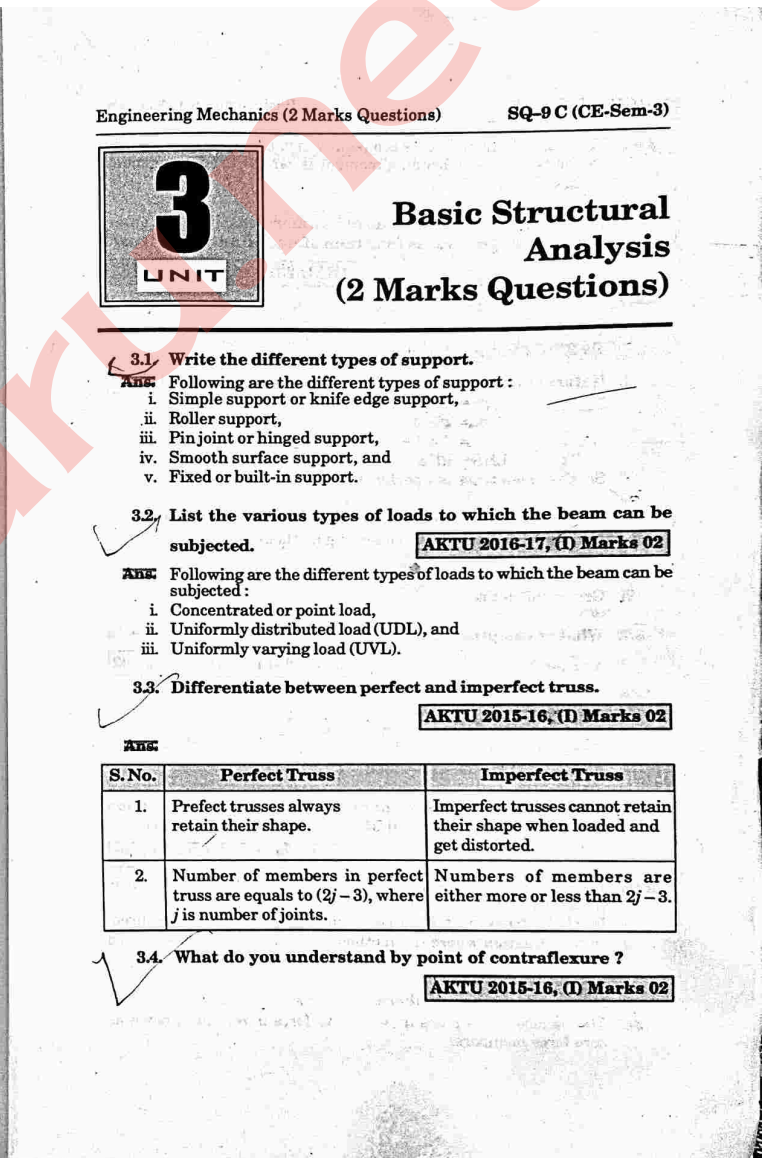 Engineering Mechanics (2 Marks Questions) SQ–9 C (CE-Sem-3)
3
UNIT
Basic Structural
Analysis
(2 Marks Questions)
3.1. Write the different types of support.
Ans. Following are the different types of support :
i. Simple support or knife edge support,
ii. Roller support,
iii. Pin joint or hinged support,
iv. Smooth surface support, and
v. Fixed or built-in support.
3.2. List the various types of loads to which the beam can be
subjected. AKTU 2016-17, (I) Marks 02
Ans. Following are the different types of loads to which the beam can be
subjected :
i. Concentrated or point load,
ii. Uniformly distributed load (UDL), and
iii. Uniformly varying load (UVL).
3.3. Differentiate between perfect and imperfect truss.
AKTU 2015-16, (I) Marks 02
Ans.
S. No. Perfect Truss Imperfect Truss
1. Prefect trusses always Imperfect trusses cannot retain
retain their shape. their shape when loaded and
get distorted.
2. Number of members in perfect Numbers of members are
truss are equals to (2j – 3), where either more or less than 2j – 3.
j is number of joints.
3.4. What do you understand by point of contraflexure ?
AKTU 2015-16, (I) Marks 02